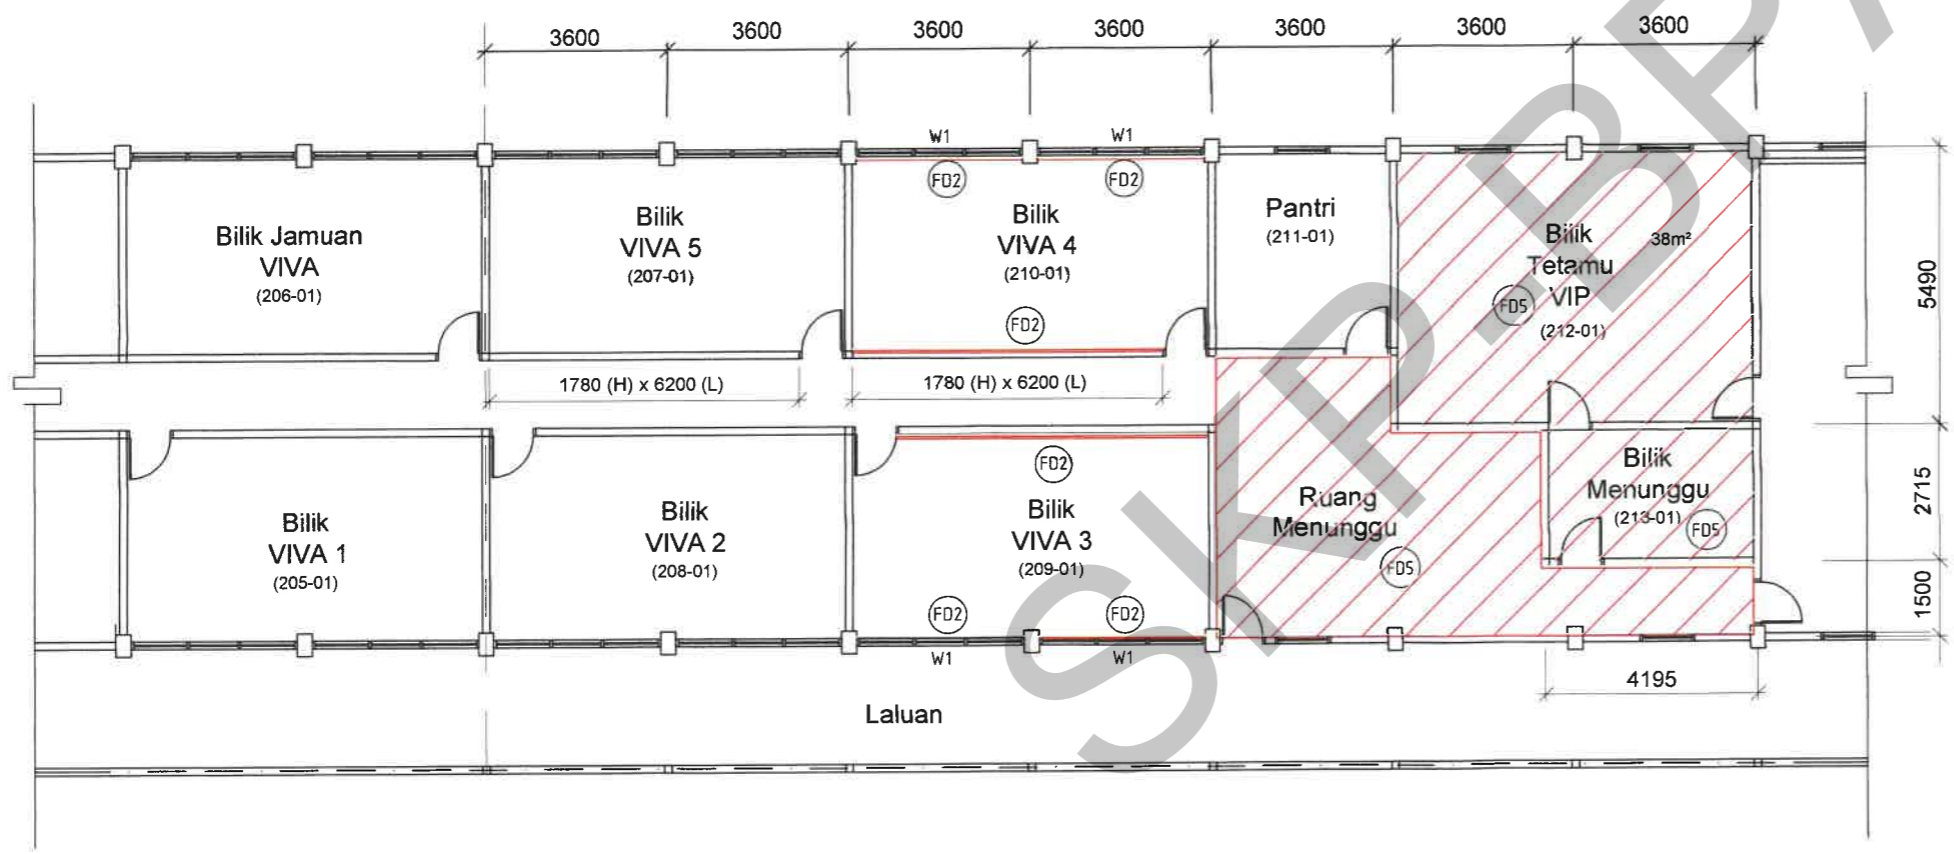 3600 3600 3600 3600 3600 3600 3600
W1 W1
FD2 FD2
Bilik Jamuan
VIVA
(206-01)
Bilik
VIVA 5
(207-01)
Bilik
VIVA 4
(210-01)
FD2
Pantri
(211-01)
Bilik
Tetamu
VIP
(212-01)
38m²
FD5
5490
1780 (H) x 6200 (L)
1780 (H) x 6200 (L)
Bilik
VIVA 1
(205-01)
Bilik
VIVA 2
(208-01)
FD2
Bilik
VIVA 3
(209-01)
FD2 FD2
W1 W1
Ruang
Menunggu
FD5
Bilik
Menunggu
(213-01)
FD5
2715
1500
4195
Laluan
SKP-BPA